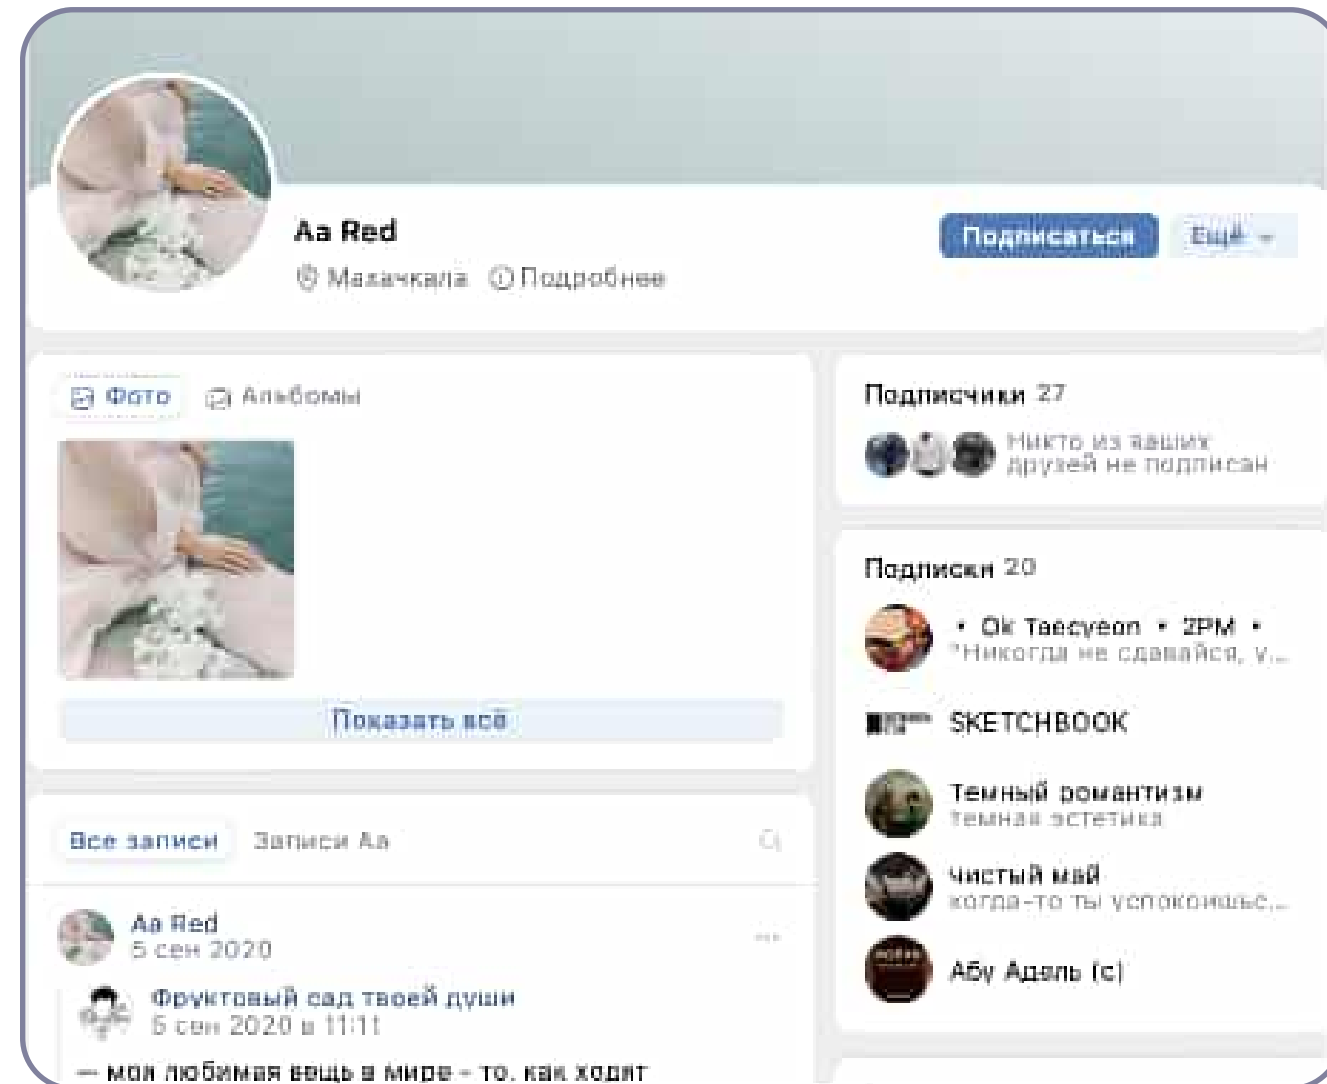 Aa Red
Махачкала Подробнее
Подписаться
Ещё
Фото Альбомы
Показать всё
Все записи Записи Аа
Aa Red
5 сен 2020
Фруктовый сад твоей души
5 сен 2020 в 11:11
— моя любимая вещь в мире - то, как ходят
Подписчики 27
Никто из ваших
друзей не подписан
Подписки 20
• Ok Taecyeon • 2PM •
"Никогда не сдавайся, у...
SKETCHBOOK
Темный романтизм
темная эстетика
чистый май
когда-то ты успокоишьс...
Абу Адель (с)